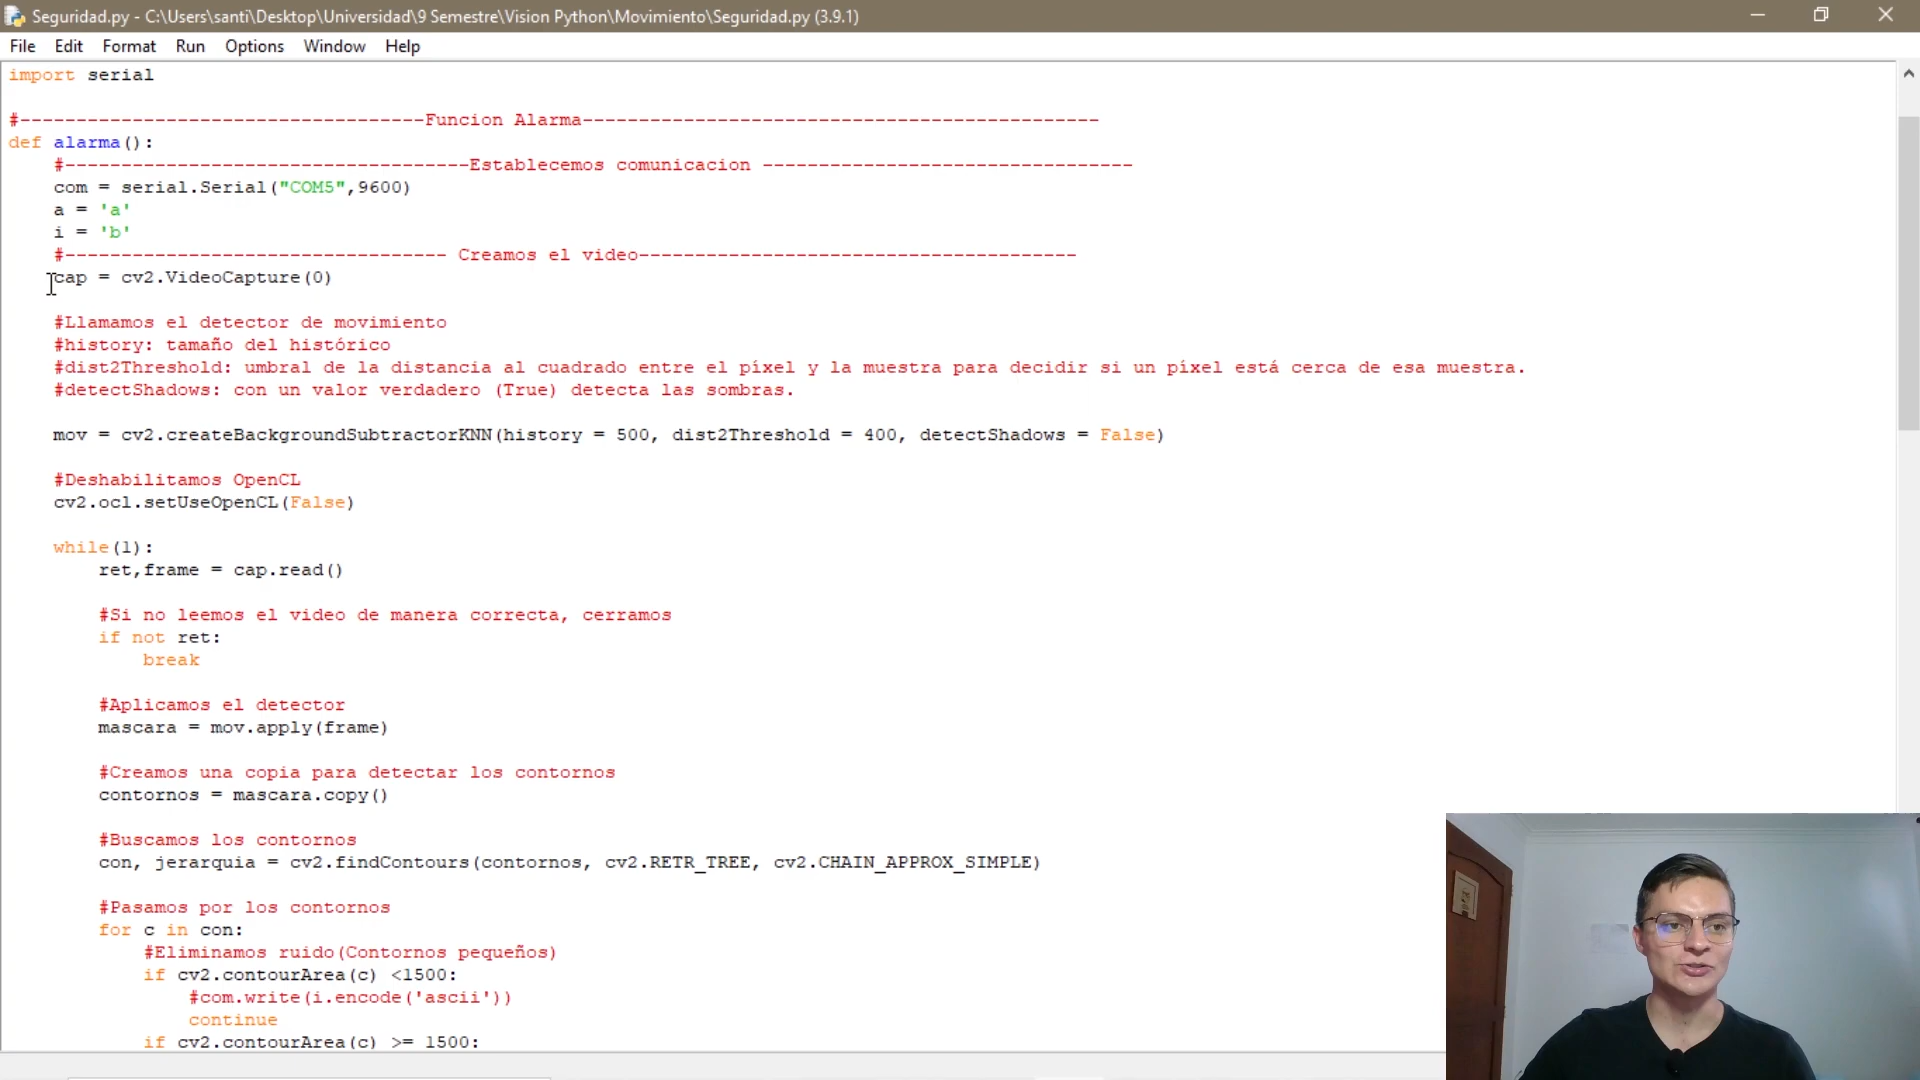 Seguridad.py - C:\Users\santi\Desktop\Universidad\9 Semestre\Vision Python\Movimiento\Seguridad.py (3.9.1)
File Edit Format Run Options Window Help
import serial
#------------------------------------Funcion Alarma----------------------------------------------
def alarma():
#------------------------------------Establecemos comunicacion ---------------------------------
com = serial.Serial("COM5",9600)
a = 'a'
i = 'b'
#---------------------------------- Creamos el video---------------------------------------
cap = cv2.VideoCapture(0)
#Llamamos el detector de movimiento
#history: tamaño del histórico
#dist2Threshold: umbral de la distancia al cuadrado entre el píxel y la muestra para decidir si un píxel está cerca de esa muestra.
#detectShadows: con un valor verdadero (True) detecta las sombras.
mov = cv2.createBackgroundSubtractorKNN(history = 500, dist2Threshold = 400, detectShadows = False)
#Deshabilitamos OpenCL
cv2.ocl.setUseOpenCL(False)
while(1):
ret,frame = cap.read()
#Si no leemos el video de manera correcta, cerramos
if not ret:
break
#Aplicamos el detector
mascara = mov.apply(frame)
#Creamos una copia para detectar los contornos
contornos = mascara.copy()
#Buscamos los contornos
con, jerarquia = cv2.findContours(contornos, cv2.RETR_TREE, cv2.CHAIN_APPROX_SIMPLE)
#Pasamos por los contornos
for c in con:
#Eliminamos ruido(Contornos pequeños)
if cv2.contourArea(c) <1500:
#com.write(i.encode('ascii'))
continue
if cv2.contourArea(c) >= 1500: